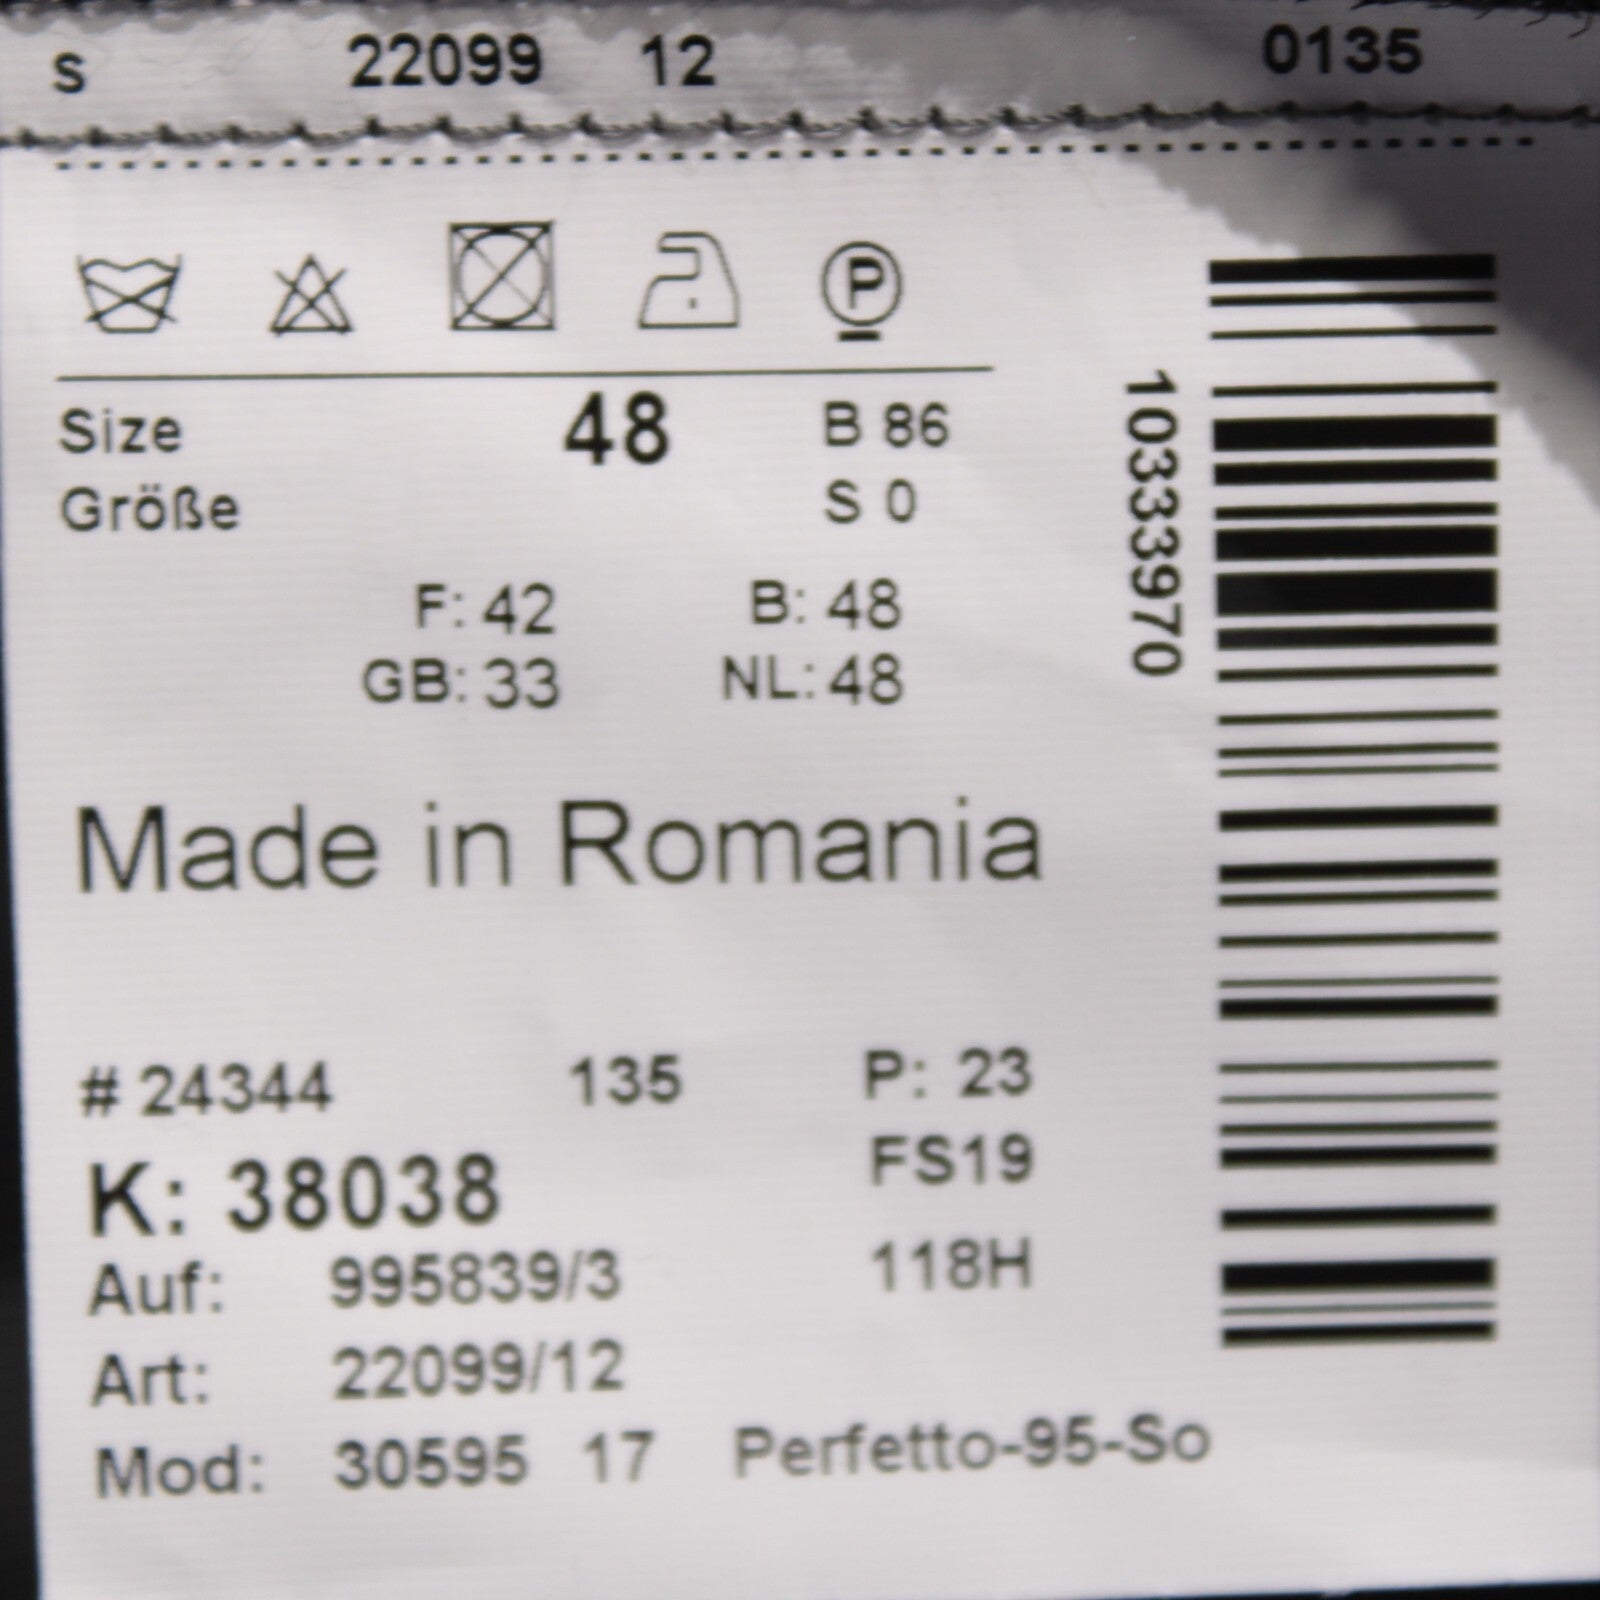 S 22099 12 0135
P
Size 48 B 86
Größe S 0
F: 42 B: 48
GB: 33 NL: 48
10333970
Made in Romania
# 24344 135 P: 23
K: 38038 FS19
Auf: 995839/3 118H
Art: 22099/12
Mod: 30595 17 Perfetto-95-So